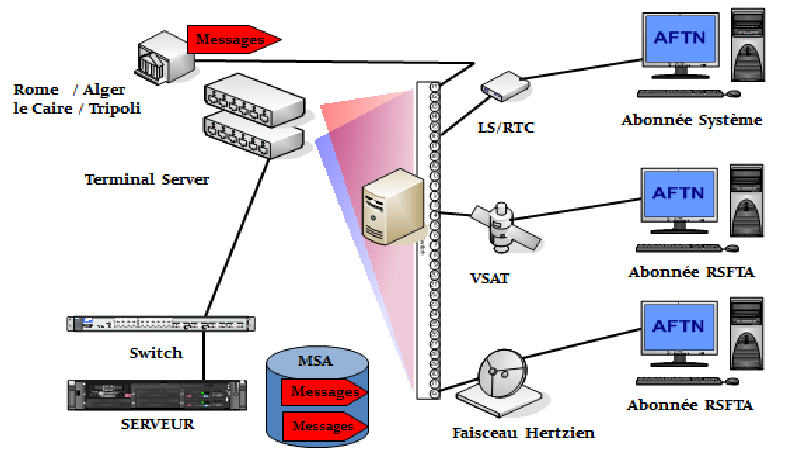 Messages
AFTN
Rome / Alger
le Caire / Tripoli
LS/RTC
Abonnée Système
Terminal Server
AFTN
VSAT
Abonnée RSFTA
AFTN
Switch
MSA
Messages
Messages
SERVEUR
Abonnée RSFTA
Faisceau Hertzien